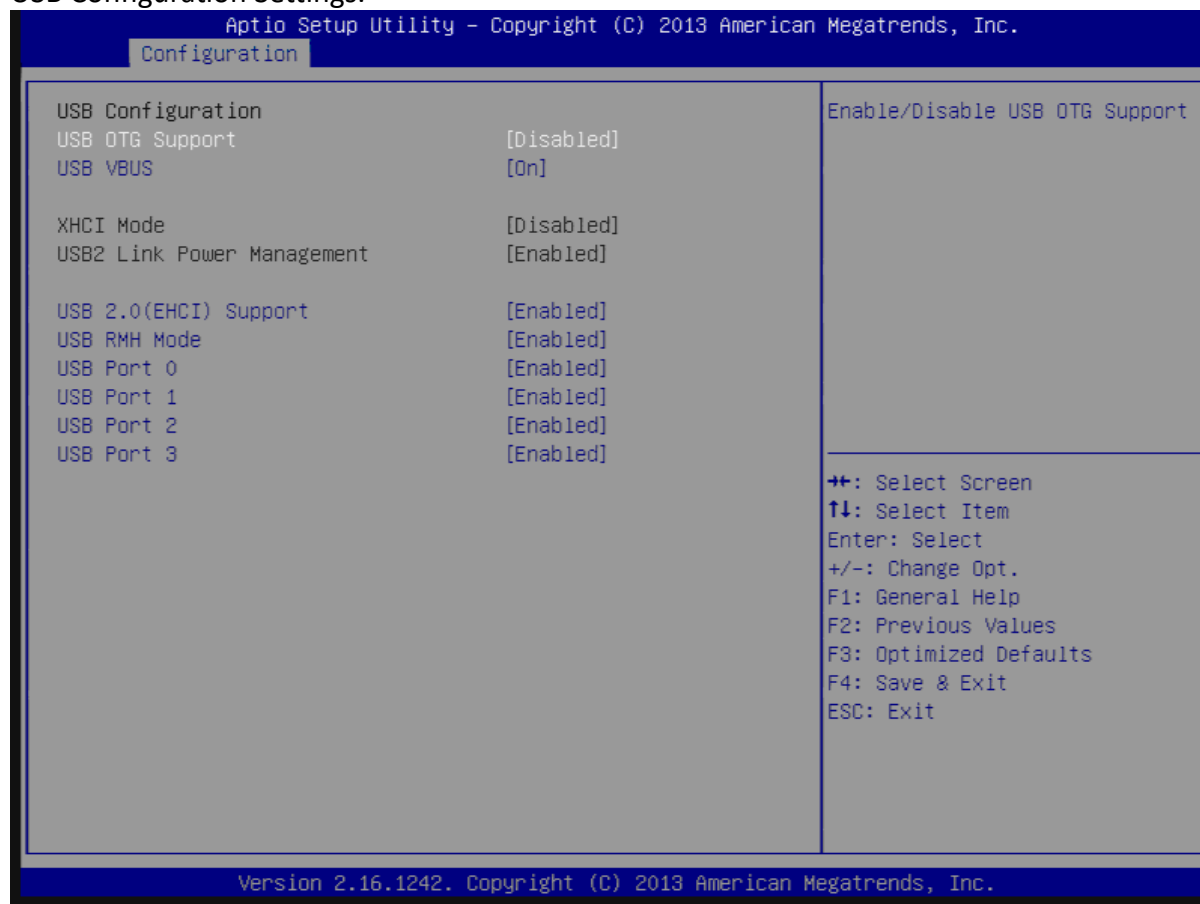 USB Configuration Settings:
Aptio Setup Utility – Copyright (C) 2013 American Megatrends, Inc.
Configuration
USB Configuration
USB OTG Support [Disabled]
USB VBUS [On]
XHCI Mode [Disabled]
USB2 Link Power Management [Enabled]
USB 2.0(EHCI) Support [Enabled]
USB RMH Mode [Enabled]
USB Port 0 [Enabled]
USB Port 1 [Enabled]
USB Port 2 [Enabled]
USB Port 3 [Enabled]
Enable/Disable USB OTG Support
→←: Select Screen
↑↓: Select Item
Enter: Select
+/-: Change Opt.
F1: General Help
F2: Previous Values
F3: Optimized Defaults
F4: Save & Exit
ESC: Exit
Version 2.16.1242. Copyright (C) 2013 American Megatrends, Inc.